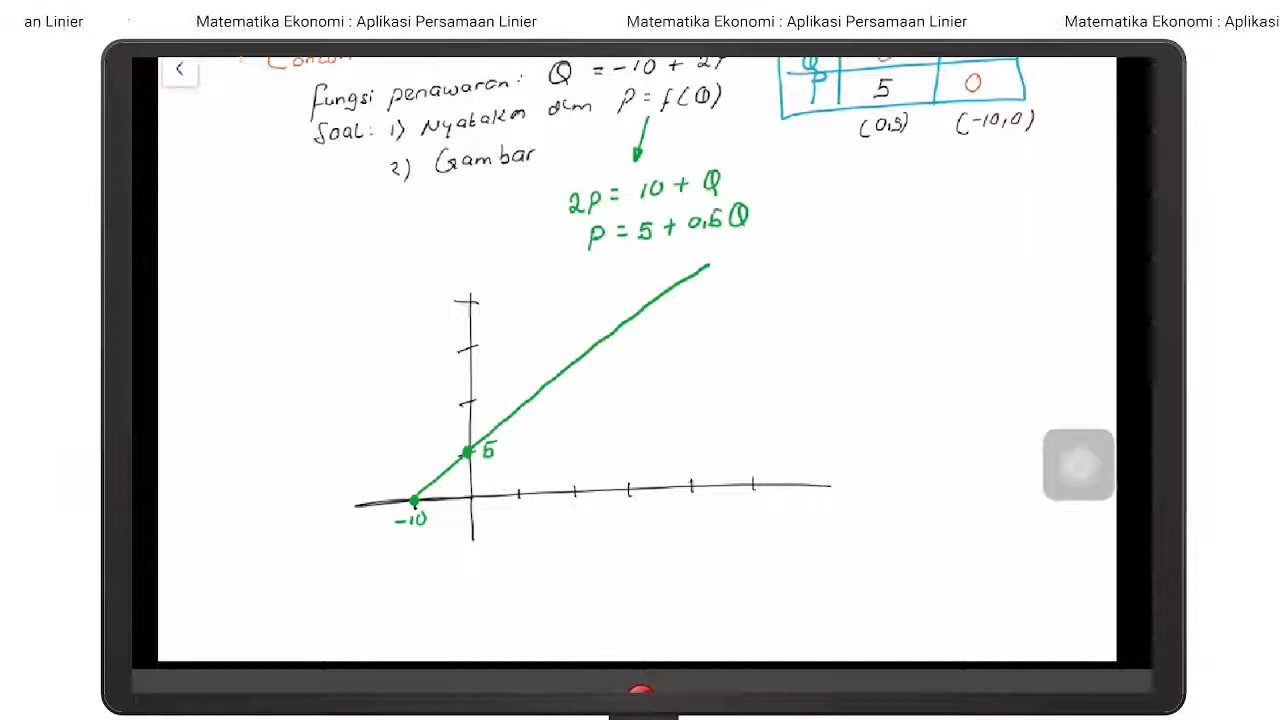 an Linier Matematika Ekonomi : Aplikasi Persamaan Linier Matematika Ekonomi : Aplikasi Persamaan Linier Matematika Ekonomi : Aplikasi
Contoh
Fungsi penawaran: Q = -10 + 2P
Soal: 1) Nyatakan dlm P = f(Q)
2) Gambar
2P = 10 + Q
P = 5 + 0,5Q
Q 0
P 5 0
(0,5) (-10,0)
5
-10